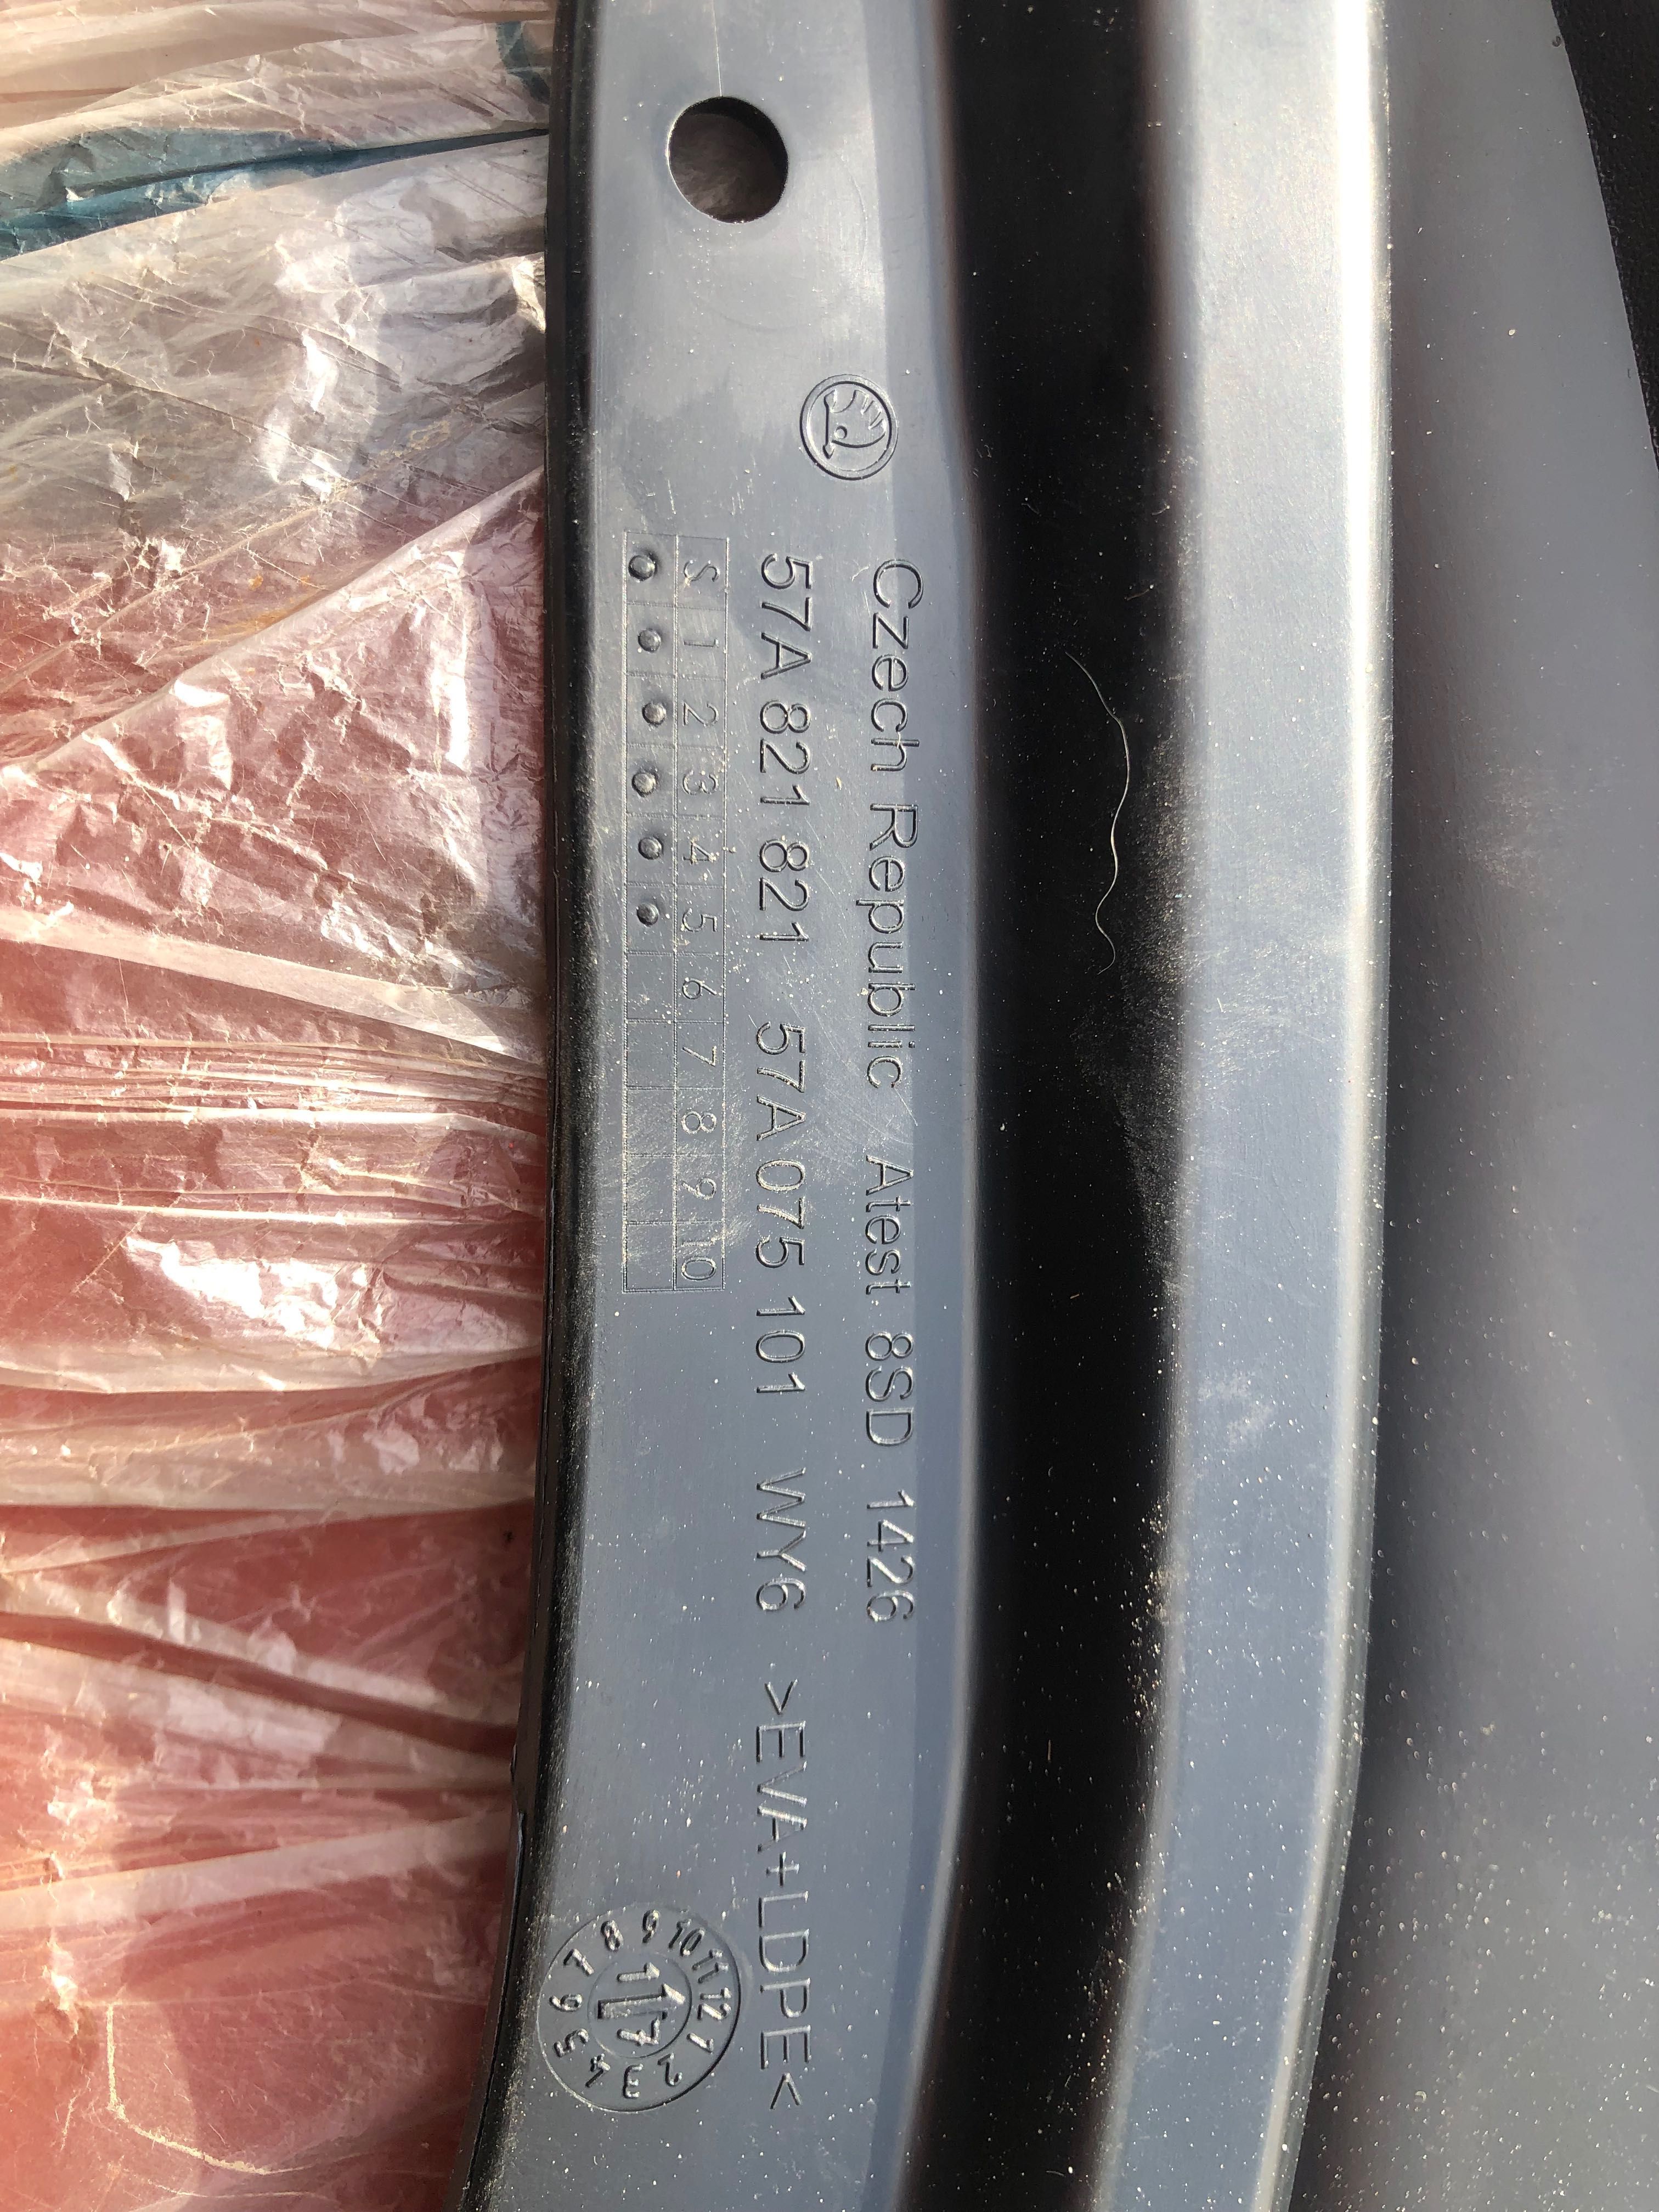 Czech Republic Atest 8SD 1426
57A 821 821 57A 075 101 WY6 >EVA+LDPE<
S 1 2 3 4 5 6 7 8 9 10
1 2 3 4 5 6 7 8 9 10 11 12
17